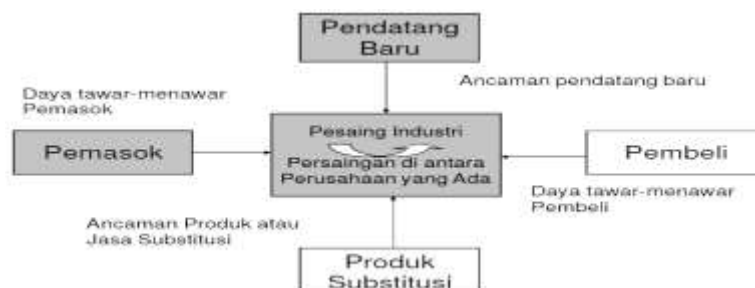 Pendatang
Baru
Ancaman pendatang baru
Daya tawar-menawar
Pemasok
Pemasok
Pesaing Industri
Persaingan di antara
Perusahaan yang Ada
Pembeli
Daya tawar-menawar
Pembeli
Ancaman Produk atau
Jasa Substitusi
Produk
Substitusi